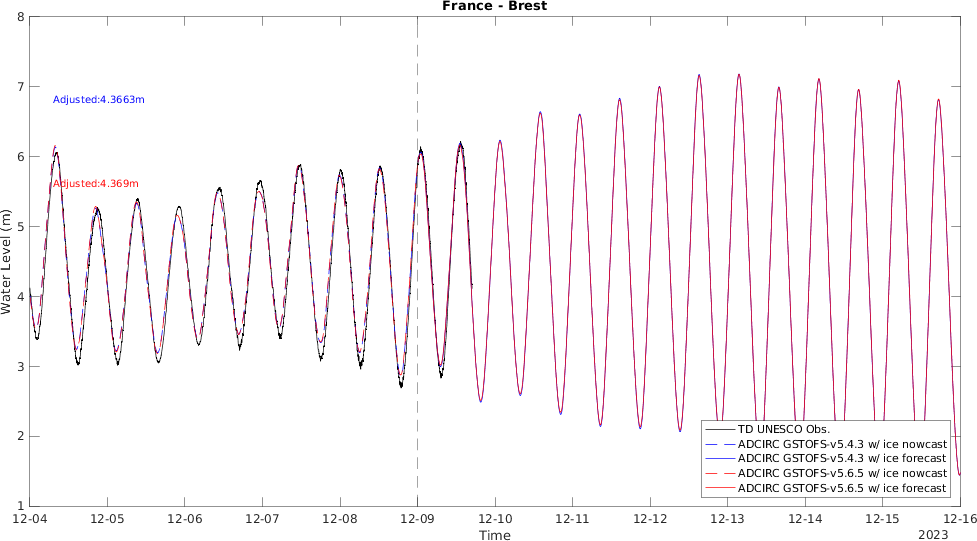 France - Brest
8
7
6
5
4
3
2
1
Water Level (m)
Adjusted:4.3663m
Adjusted:4.369m
TD UNESCO Obs.
ADCIRC GSTOFS-v5.4.3 w/ ice nowcast
ADCIRC GSTOFS-v5.4.3 w/ ice forecast
ADCIRC GSTOFS-v5.6.5 w/ ice nowcast
ADCIRC GSTOFS-v5.6.5 w/ ice forecast
12-04 12-05 12-06 12-07 12-08 12-09 12-10 12-11 12-12 12-13 12-14 12-15 12-16
Time
2023